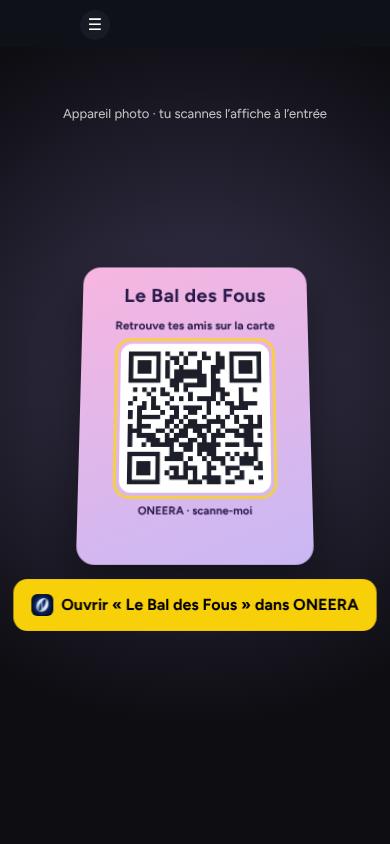 Appareil photo · tu scannes l’affiche à l’entrée
Le Bal des Fous
Retrouve tes amis sur la carte
ONEERA · scanne-moi
Ouvrir « Le Bal des Fous » dans ONEERA